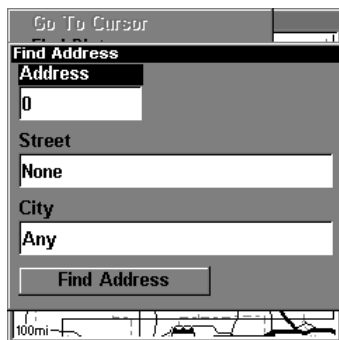 Go To Cursor
Find Address
Address
0
Street
None
City
Any
Find Address
100mi